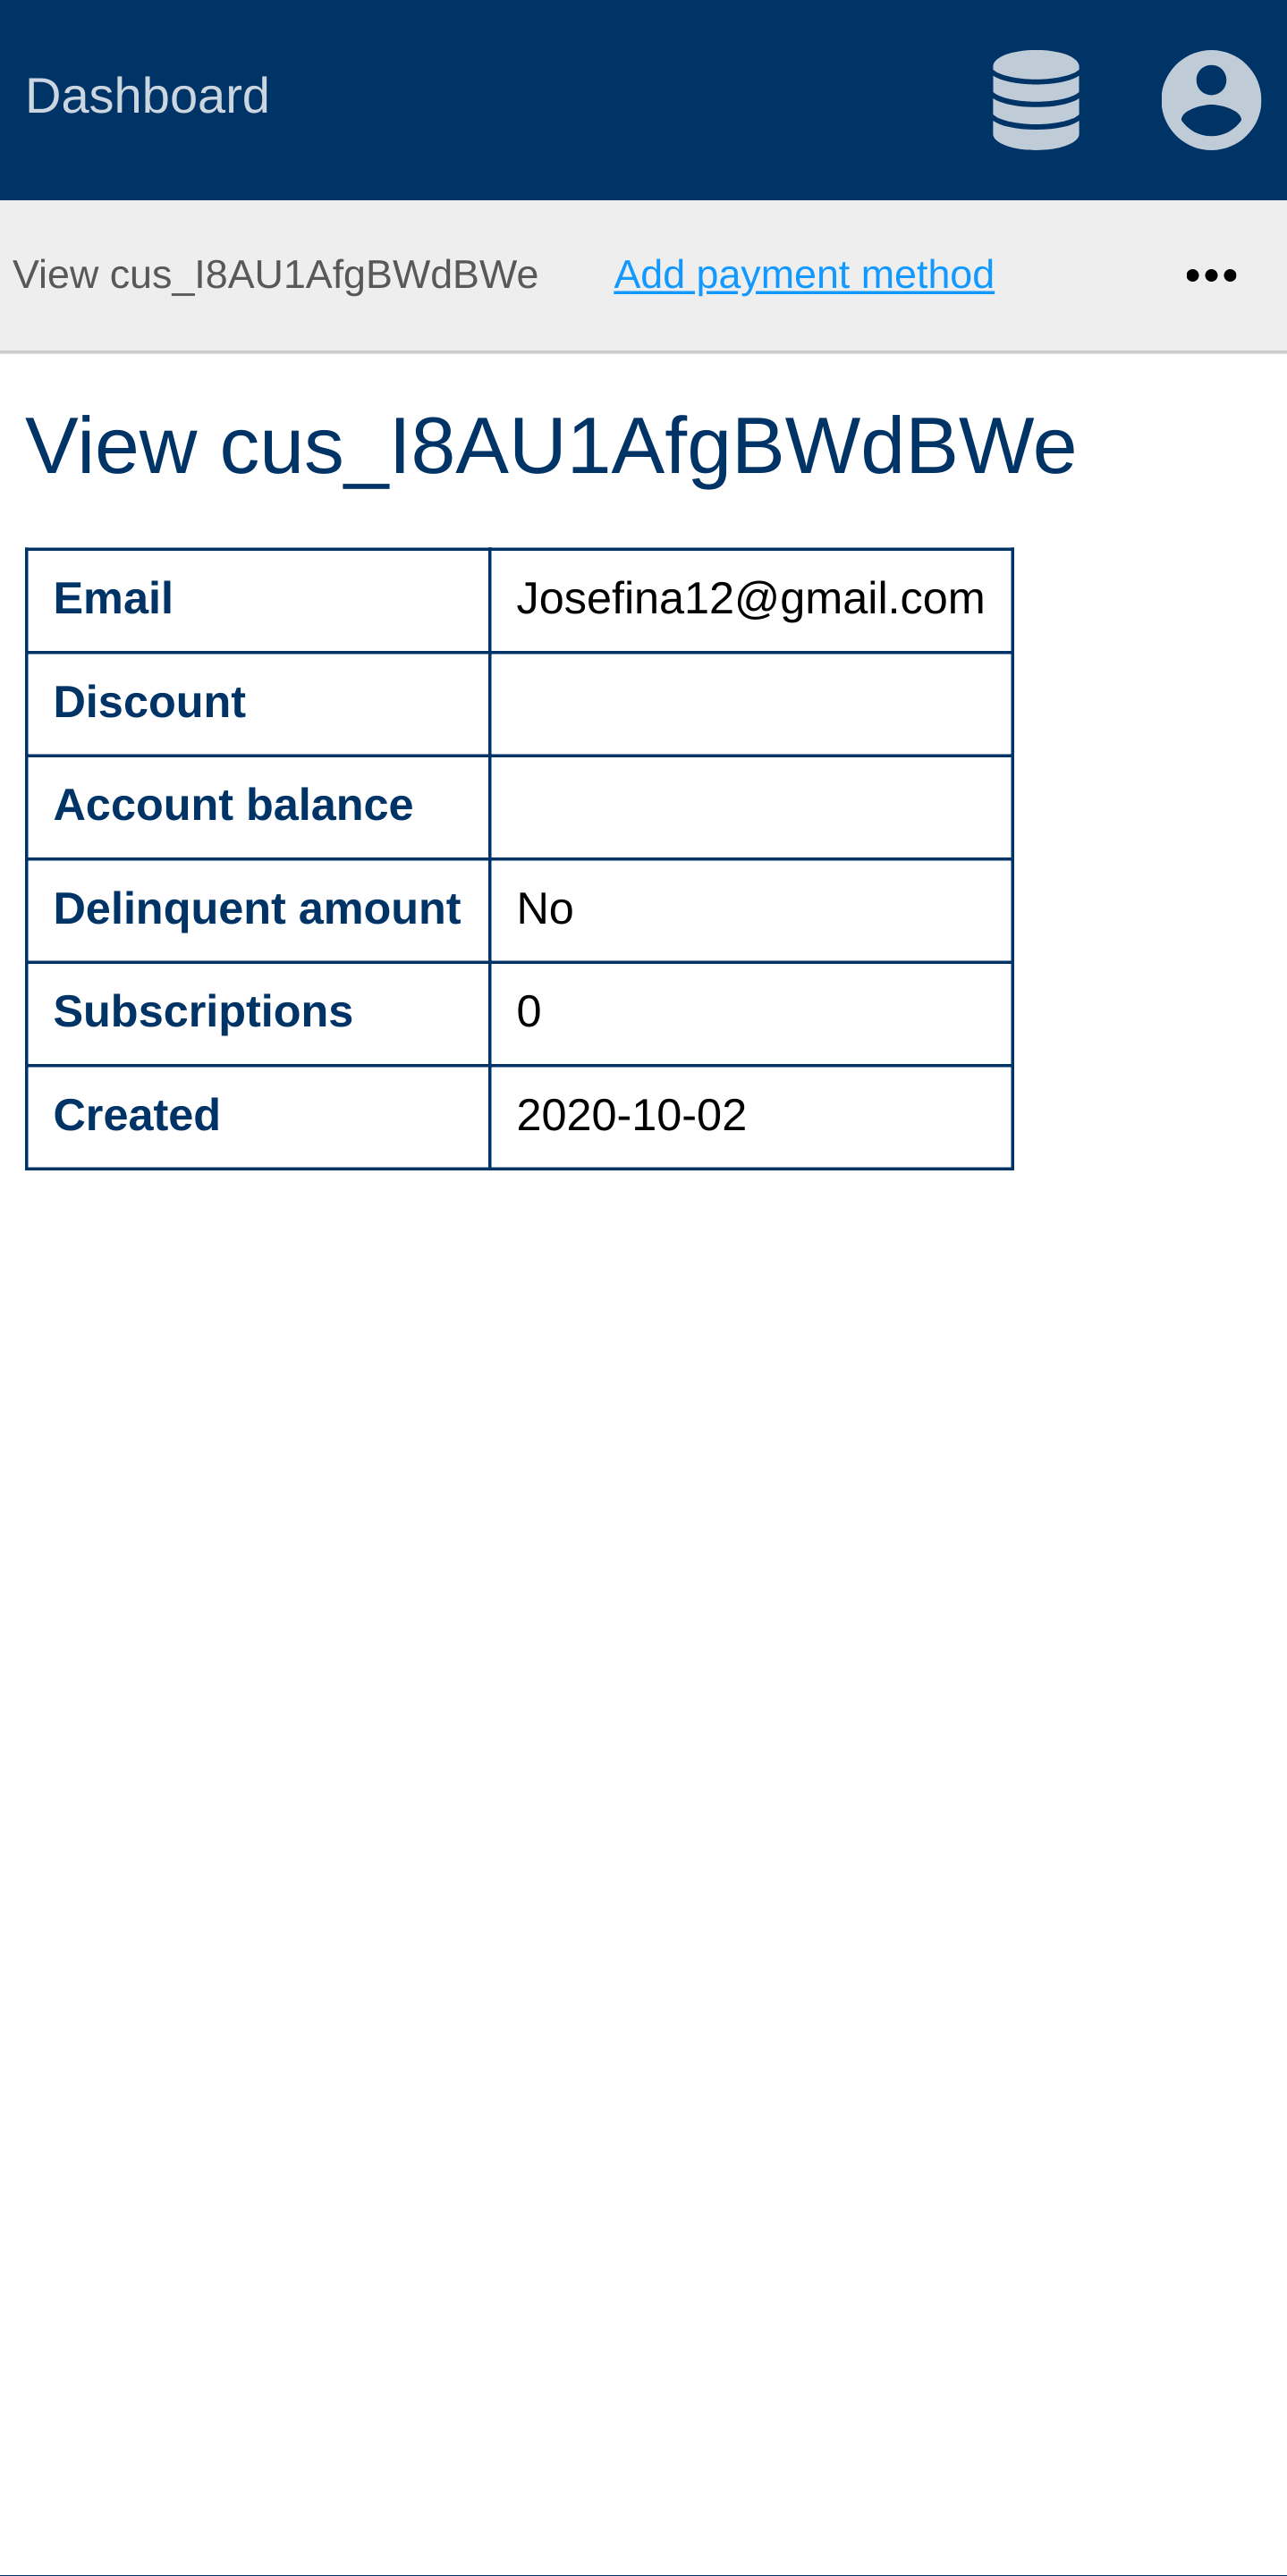 Dashboard
View cus_I8AU1AfgBWdBWe Add payment method •••
View cus_I8AU1AfgBWdBWe
Email Josefina12@gmail.com
Discount
Account balance
Delinquent amount No
Subscriptions 0
Created 2020-10-02